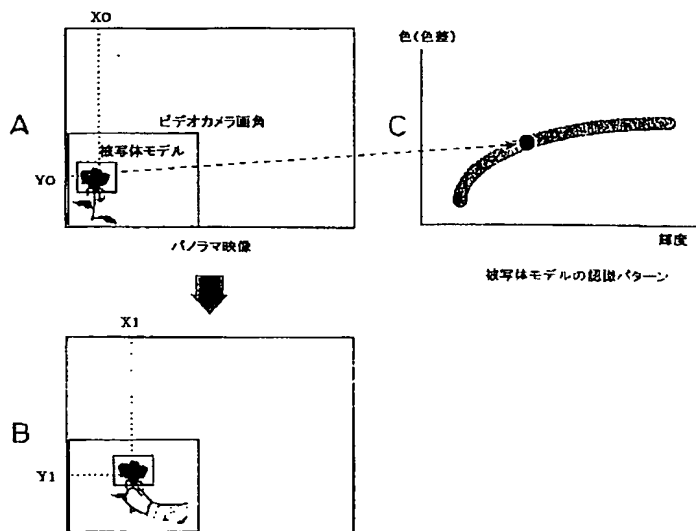 X0
A
ビデオカメラ画角
被写体モデル
Y0
パノラマ映像
色(色差)
C
輝度
被写体モデルの認識パターン
X1
B
Y1